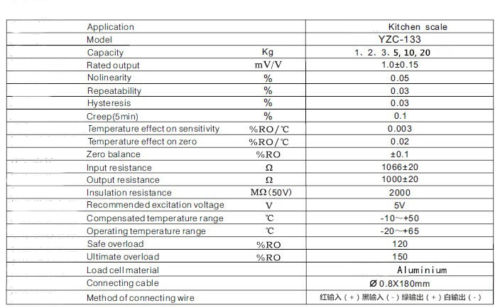 Application Kitchen scale
Model YZC-133
Capacity Kg 1. 2. 3. 5, 10, 20
Rated output mV/V 1.0±0.15
Nolinearity % 0.05
Repeatability % 0.03
Hysteresis % 0.03
Creep(5min) % 0.1
Temperature effect on sensitivity %RO/℃ 0.003
Temperature effect on zero %RO/℃ 0.02
Zero balance %RO ±0.1
Input resistance Ω 1066±20
Output resistance Ω 1000±20
Insulation resistance MΩ(50V) 2000
Recommended excitation voltage V 5V
Compensated temperature range ℃ -10~+50
Operating temperature range ℃ -20~+65
Safe overload %RO 120
Ultimate overload %RO 150
Load cell material Aluminium
Connecting cable Ø 0.8X180mm
Method of connecting wire 红输入(+)黑输入(-)绿输出(+)白输出(-)